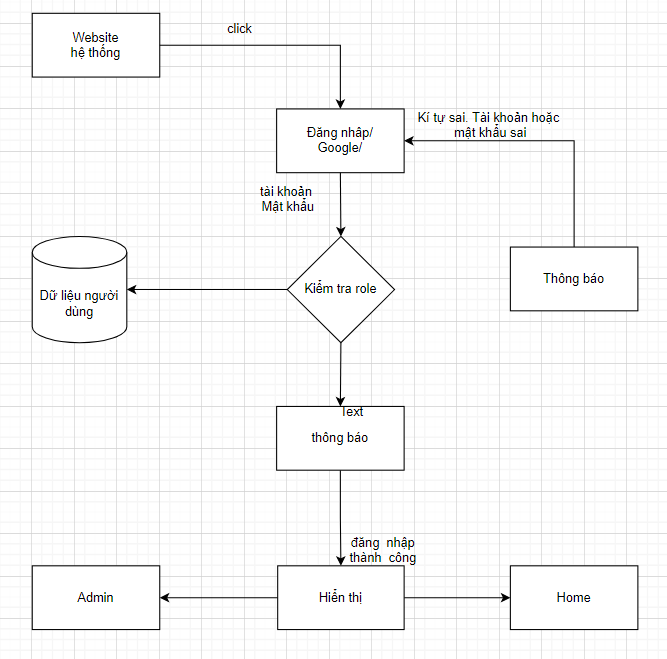 Website
hệ thống
click
Đăng nhập/
Google/
Kí tự sai. Tài khoản hoặc
mật khẩu sai
tài khoản
Mật khẩu
Dữ liệu người
dùng
Kiểm tra role
Thông báo
Text
thông báo
đăng nhập
thành công
Admin
Hiển thị
Home